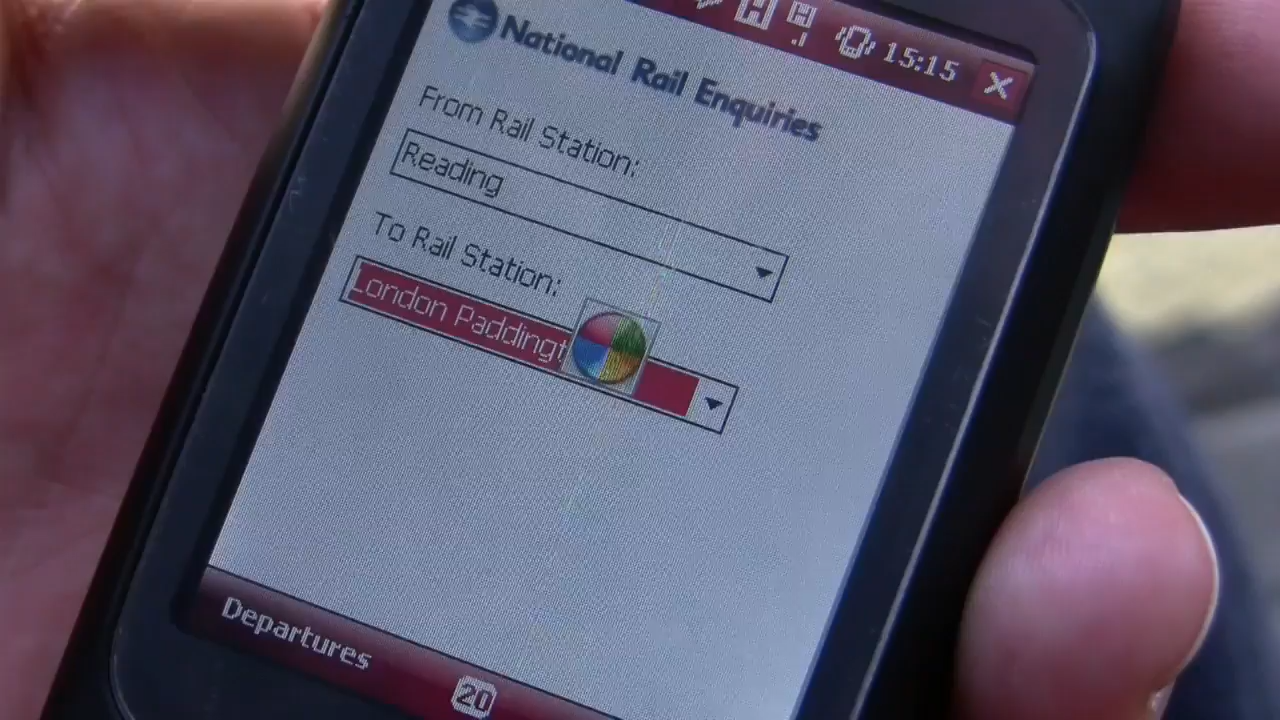 15:15
National Rail Enquiries
From Rail Station:
Reading
To Rail Station:
London Paddingt
Departures
20